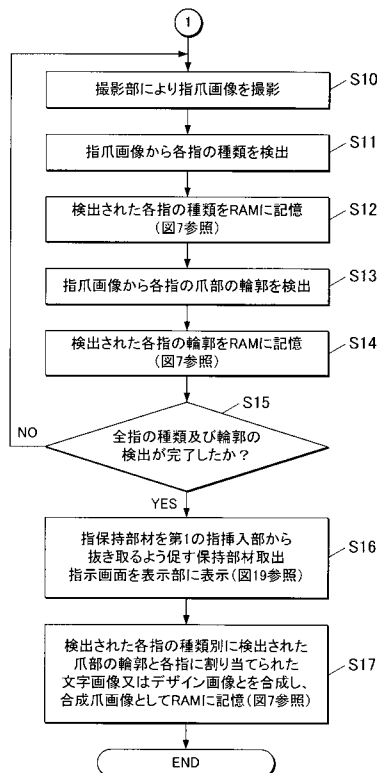 1
撮影部により指爪画像を撮影
S10
指爪画像から各指の種類を検出
S11
検出された各指の種類をRAMに記憶
(図7参照)
S12
指爪画像から各指の爪部の輪郭を検出
S13
検出された各指の輪郭をRAMに記憶
(図7参照)
S14
S15
全指の種類及び輪郭の
検出が完了したか?
NO
YES
指保持部材を第1の指挿入部から
抜き取るよう促す保持部材取出
指示画面を表示部に表示(図19参照)
S16
検出された各指の種類別に検出された
爪部の輪郭と各指に割り当てられた
文字画像又はデザイン画像とを合成し、
合成爪画像としてRAMに記憶(図7参照)
S17
END